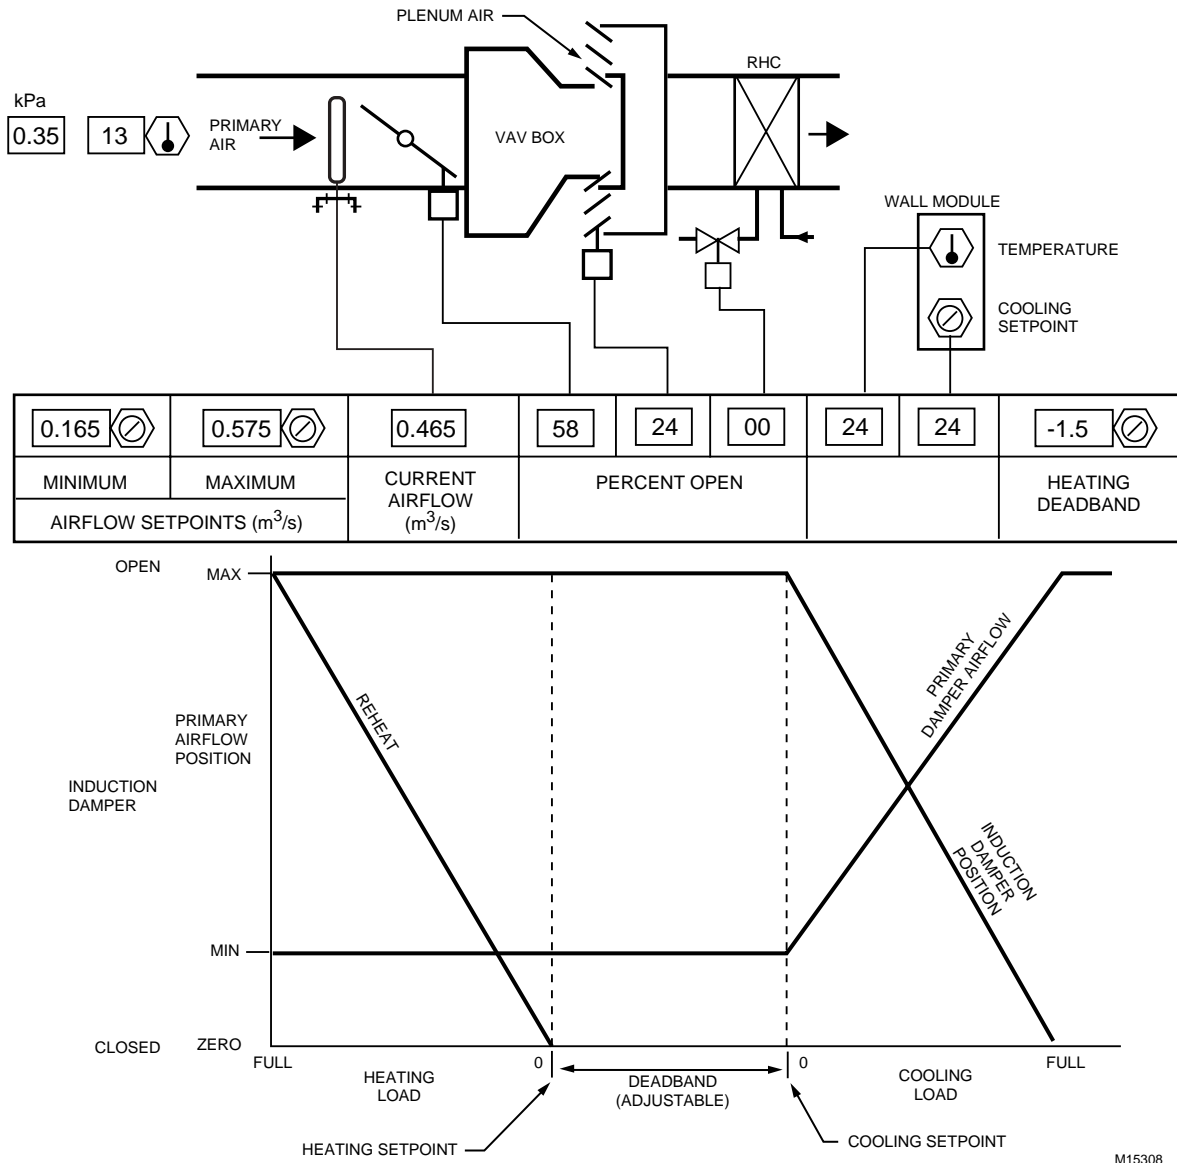 PLENUM AIR
RHC
kPa
0.35
13
PRIMARY
AIR
VAV BOX
WALL MODULE
TEMPERATURE
COOLING
SETPOINT
0.165 0.575 0.465 58 24 00 24 24 -1.5
MINIMUM MAXIMUM
AIRFLOW SETPOINTS (m3/s)
CURRENT
AIRFLOW
(m3/s)
PERCENT OPEN
HEATING
DEADBAND
OPEN
MAX
PRIMARY
AIRFLOW
POSITION
INDUCTION
DAMPER
REHEAT
PRIMARY
DAMPER AIRFLOW
INDUCTION
DAMPER
POSITION
MIN
CLOSED
ZERO
FULL
HEATING
LOAD
0
DEADBAND
(ADJUSTABLE)
0
COOLING
LOAD
FULL
HEATING SETPOINT
COOLING SETPOINT
M15308